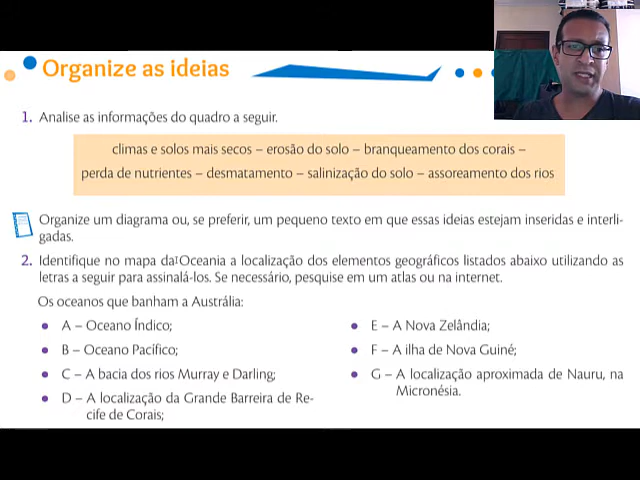 Organize as ideias
1. Analise as informações do quadro a seguir.
climas e solos mais secos – erosão do solo – branqueamento dos corais –
perda de nutrientes – desmatamento – salinização do solo – assoreamento dos rios
Organize um diagrama ou, se preferir, um pequeno texto em que essas ideias estejam inseridas e interli-
gadas.
2. Identifique no mapa da Oceania a localização dos elementos geográficos listados abaixo utilizando as
letras a seguir para assinalá-los. Se necessário, pesquise em um atlas ou na internet.
Os oceanos que banham a Austrália:
• A – Oceano Índico;
• B – Oceano Pacífico;
• C – A bacia dos rios Murray e Darling;
• D – A localização da Grande Barreira de Re-
cife de Corais;
• E – A Nova Zelândia;
• F – A ilha de Nova Guiné;
• G – A localização aproximada de Nauru, na
Micronésia.